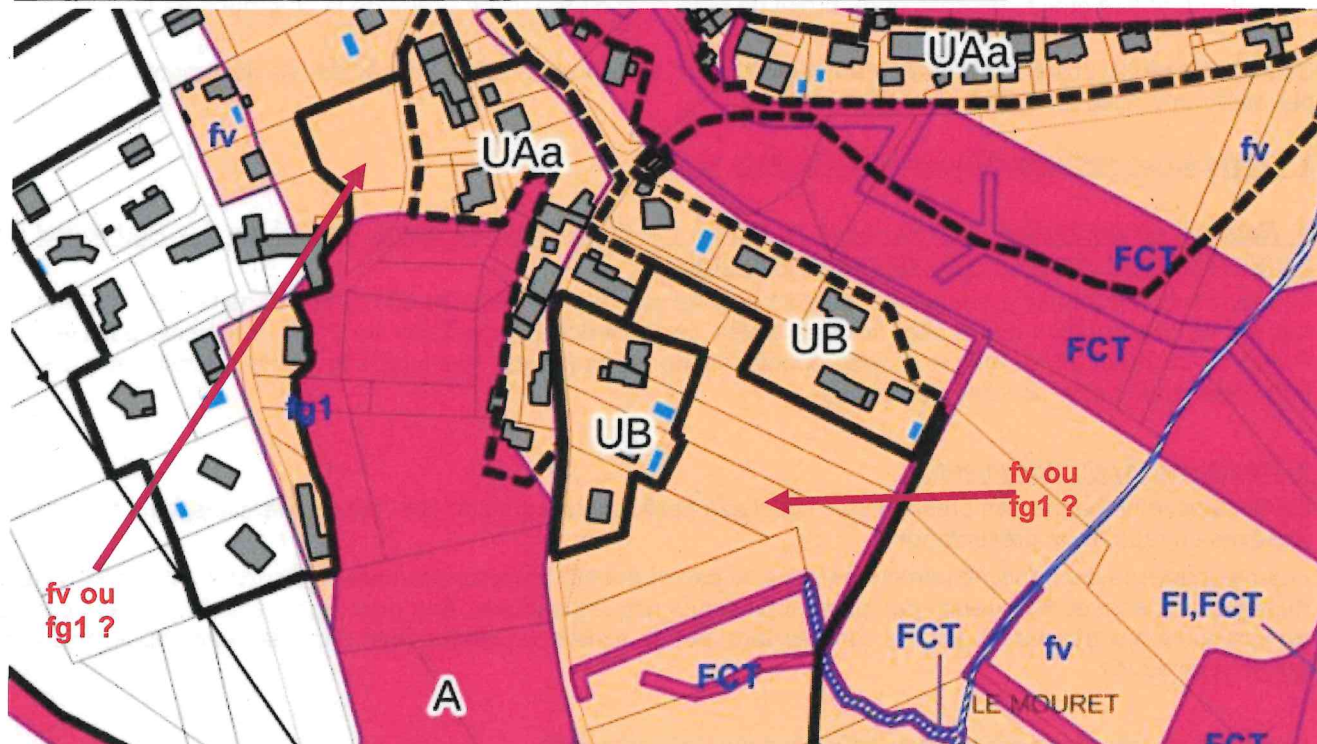 UAa
fv
UAa
fv
FCT
UB
FCT
fg1
UB
fv ou
fg1 ?
fv ou
fg1 ?
FI,FCT
FCT
fv
FCT
A
LE MOURET
FCT